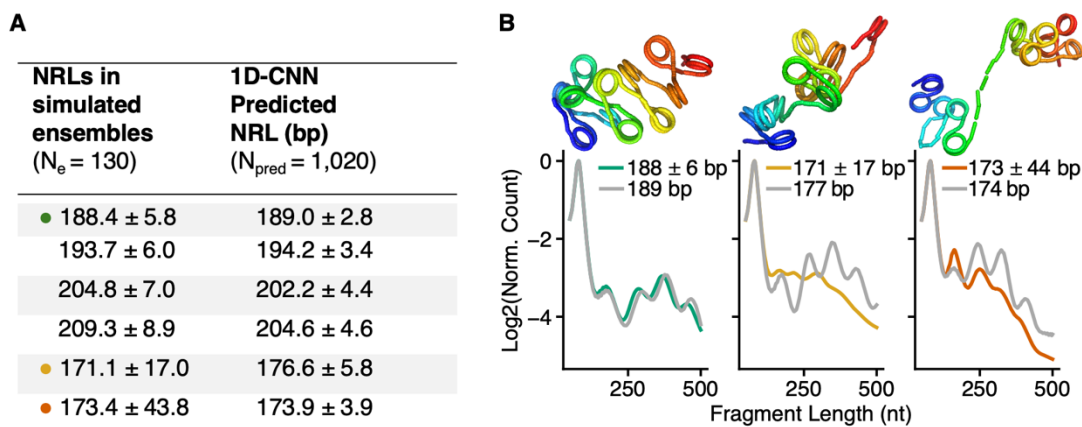 A
NRLs in
simulated
ensembles
(Ne = 130)
1D-CNN
Predicted
NRL (bp)
(Npred = 1,020)
188.4 ± 5.8 189.0 ± 2.8
193.7 ± 6.0 194.2 ± 3.4
204.8 ± 7.0 202.2 ± 4.4
209.3 ± 8.9 204.6 ± 4.6
171.1 ± 17.0 176.6 ± 5.8
173.4 ± 43.8 173.9 ± 3.9
B
Log2(Norm. Count)
0
−2
−4
188 ± 6 bp
189 bp
171 ± 17 bp
177 bp
173 ± 44 bp
174 bp
250 500 250 500 250 500
Fragment Length (nt)